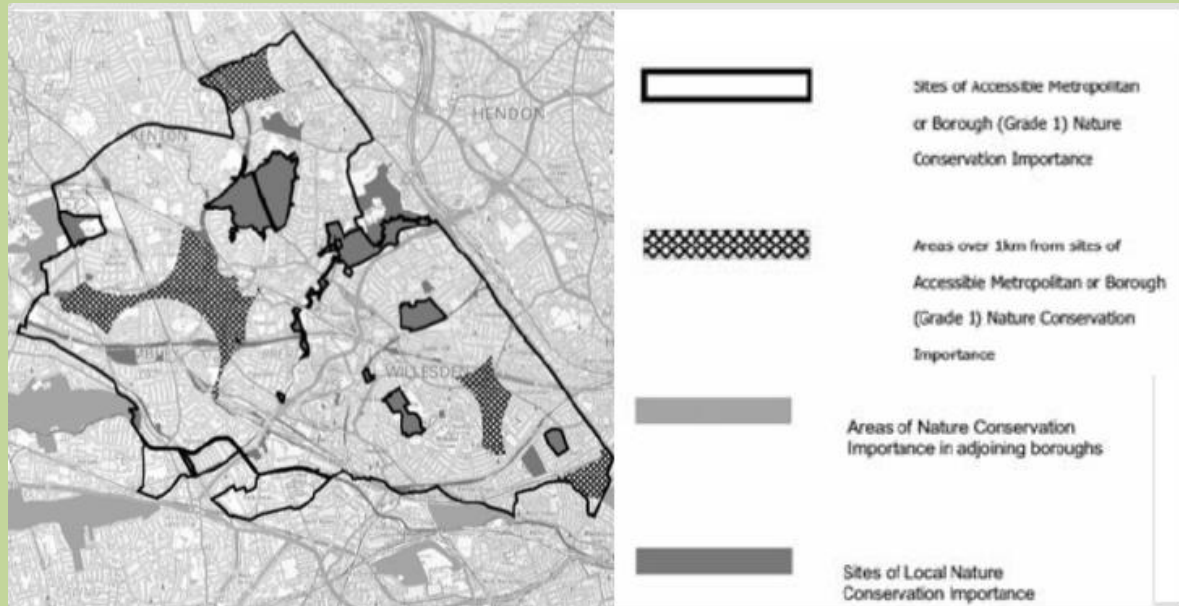 HENDON
KENTON
WILLESDEN
Sites of Accessible Metropolitan
or Borough (Grade 1) Nature
Conservation Importance
Areas over 1km from sites of
Accessible Metropolitan or Borough
(Grade 1) Nature Conservation
Importance
Areas of Nature Conservation
Importance in adjoining boroughs
Sites of Local Nature
Conservation Importance